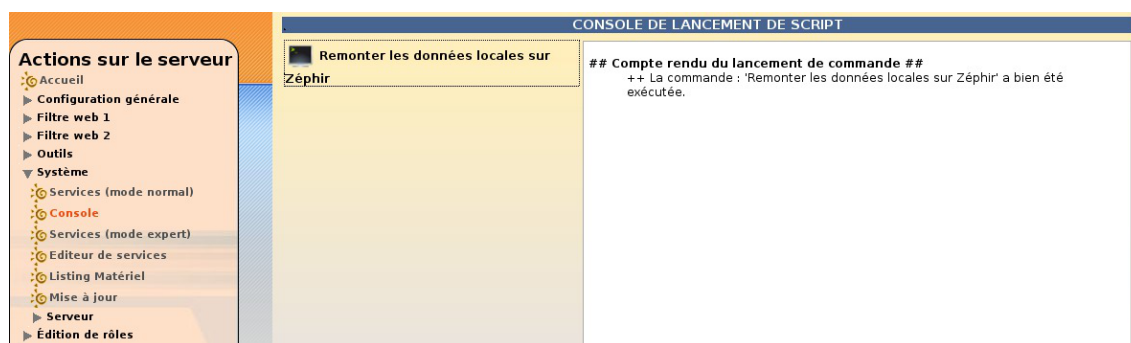 CONSOLE DE LANCEMENT DE SCRIPT
Actions sur le serveur
Accueil
Configuration générale
Filtre web 1
Filtre web 2
Outils
Système
Services (mode normal)
Console
Services (mode expert)
Editeur de services
Listing Matériel
Mise à jour
Serveur
Édition de rôles
Remonter les données locales sur
Zéphir
## Compte rendu du lancement de commande ##
++ La commande : 'Remonter les données locales sur Zéphir' a bien été
exécutée.